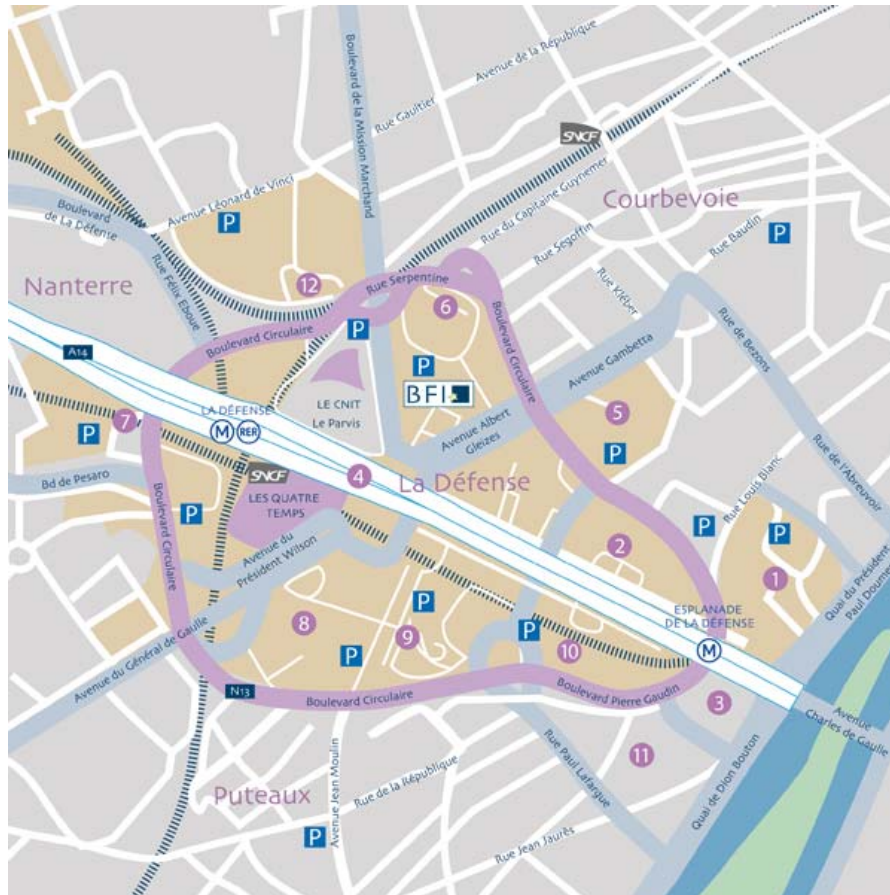 Avenue de la République
Rue Gaultier
Boulevard de la Mission Marchand
SNCF
Rue du Capitaine Guynemer
Courbevoie
Avenue Léonard de Vinci
P
Boulevard
de La Défense
Rue Félix Eboue
Rue Segoffin
Rue Baudin
P
Nanterre
12
Rue Serpentine
6
Rue Kléber
Boulevard Circulaire
P
Boulevard Circulaire
Rue de Bezons
A14
P
BFI
Avenue Gambetta
LE CNIT
Le Parvis
LA DÉFENSE
M RER
7
P
Avenue Albert
Gleizes
5
P
Rue de l'Abreuvoir
Bd de Pesaro
SNCF
4
La Défense
Rue Louis Blanc
LES QUATRE
TEMPS
P
P
P
2
1
Boulevard Circulaire
Avenue du
Président Wilson
Quai du Président
Paul Doumer
ESPLANADE
DE LA DÉFENSE
M
8
P
9
P
10
P
Avenue du Général de Gaulle
N13
Boulevard Circulaire
Boulevard Pierre Gaudin
3
Avenue
Charles de Gaulle
11
Puteaux
Avenue Jean Moulin
Rue de la République
Rue Paul Lafargue
Quai de Dion Bouton
P
Rue Jean Jaurès